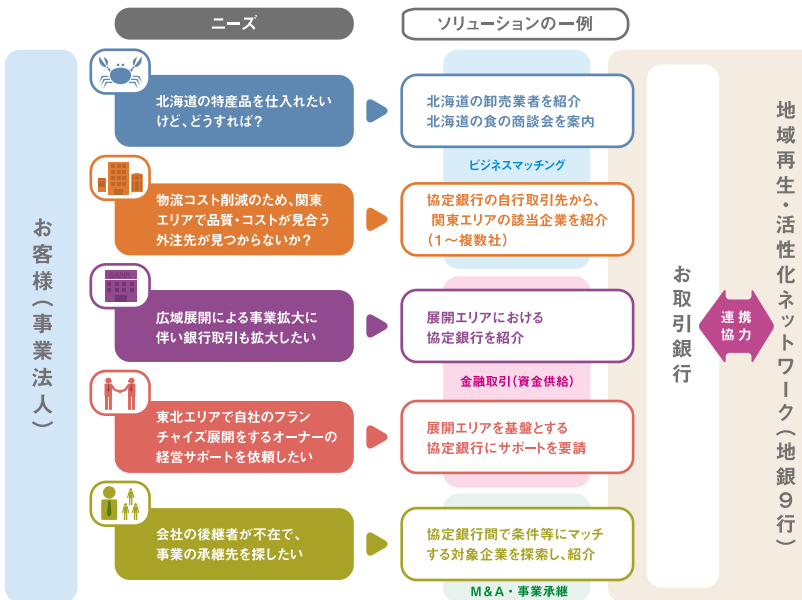 ニーズ
ソリューションの一例
お客様(事業法人)
北海道の特産品を仕入れたい
けど、どうすれば?
北海道の卸売業者を紹介
北海道の食の商談会を案内
ビジネスマッチング
物流コスト削減のため、関東
エリアで品質・コストが見合う
外注先が見つからないか?
協定銀行の自行取引先から、
関東エリアの該当企業を紹介
(1〜複数社)
BANK
広域展開による事業拡大に
伴い銀行取引も拡大したい
展開エリアにおける
協定銀行を紹介
金融取引(資金供給)
東北エリアで自社のフラン
チャイズ展開をするオーナーの
経営サポートを依頼したい
展開エリアを基盤とする
協定銀行にサポートを要請
会社の後継者が不在で、
事業の承継先を探したい
協定銀行間で条件等にマッチ
する対象企業を探索し、紹介
M&A・事業承継
お取引銀行
連携
協力
地域再生・活性化ネットワーク(地銀9行)